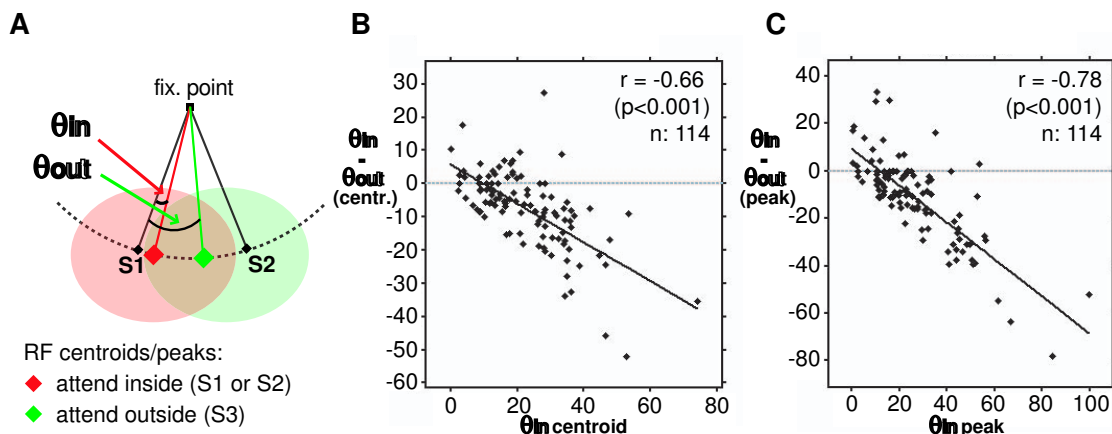 A
fix. point
θin
θout
S1
S2
RF centroids/peaks:
attend inside (S1 or S2)
attend outside (S3)
B
r = -0.66
(p<0.001)
n: 114
θin
-
θout
(centr.)
30
20
10
0
-10
-20
-30
-40
-50
-60
0 20 40 60 80
θin centroid
C
r = -0.78
(p<0.001)
n: 114
θin
-
θout
(peak)
40
20
0
-20
-40
-60
-80
0 20 40 60 80 100
θin peak